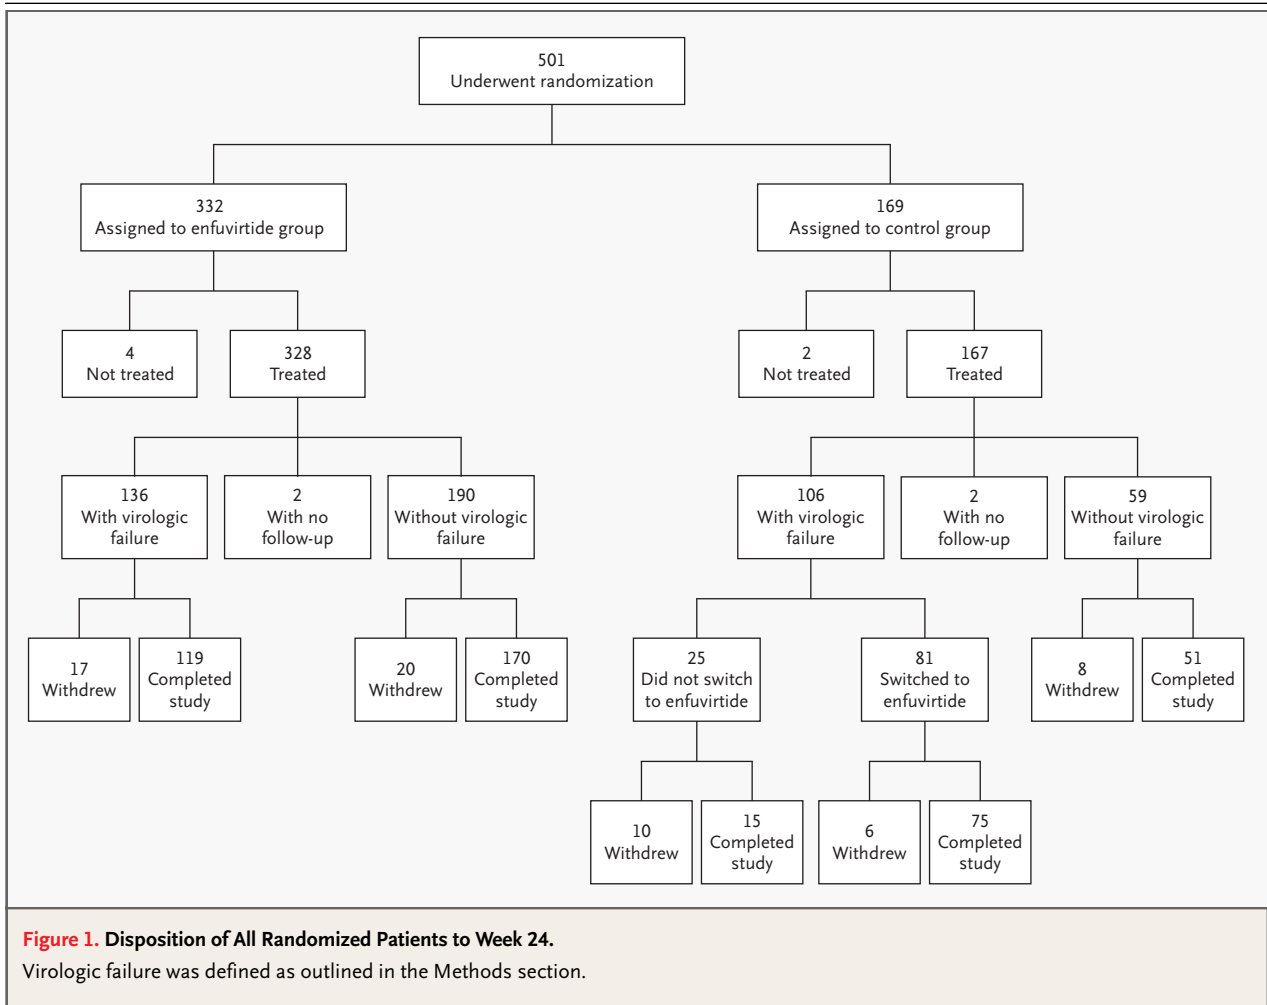 501
Underwent randomization
332
Assigned to enfuvirtide group
169
Assigned to control group
4
Not treated
328
Treated
2
Not treated
167
Treated
136
With virologic
failure
2
With no
follow-up
190
Without virologic
failure
106
With virologic
failure
2
With no
follow-up
59
Without virologic
failure
17
Withdrew
119
Completed
study
20
Withdrew
170
Completed
study
25
Did not switch
to enfuvirtide
81
Switched to
enfuvirtide
8
Withdrew
51
Completed
study
10
Withdrew
15
Completed
study
6
Withdrew
75
Completed
study
Figure 1. Disposition of All Randomized Patients to Week 24.
Virologic failure was defined as outlined in the Methods section.